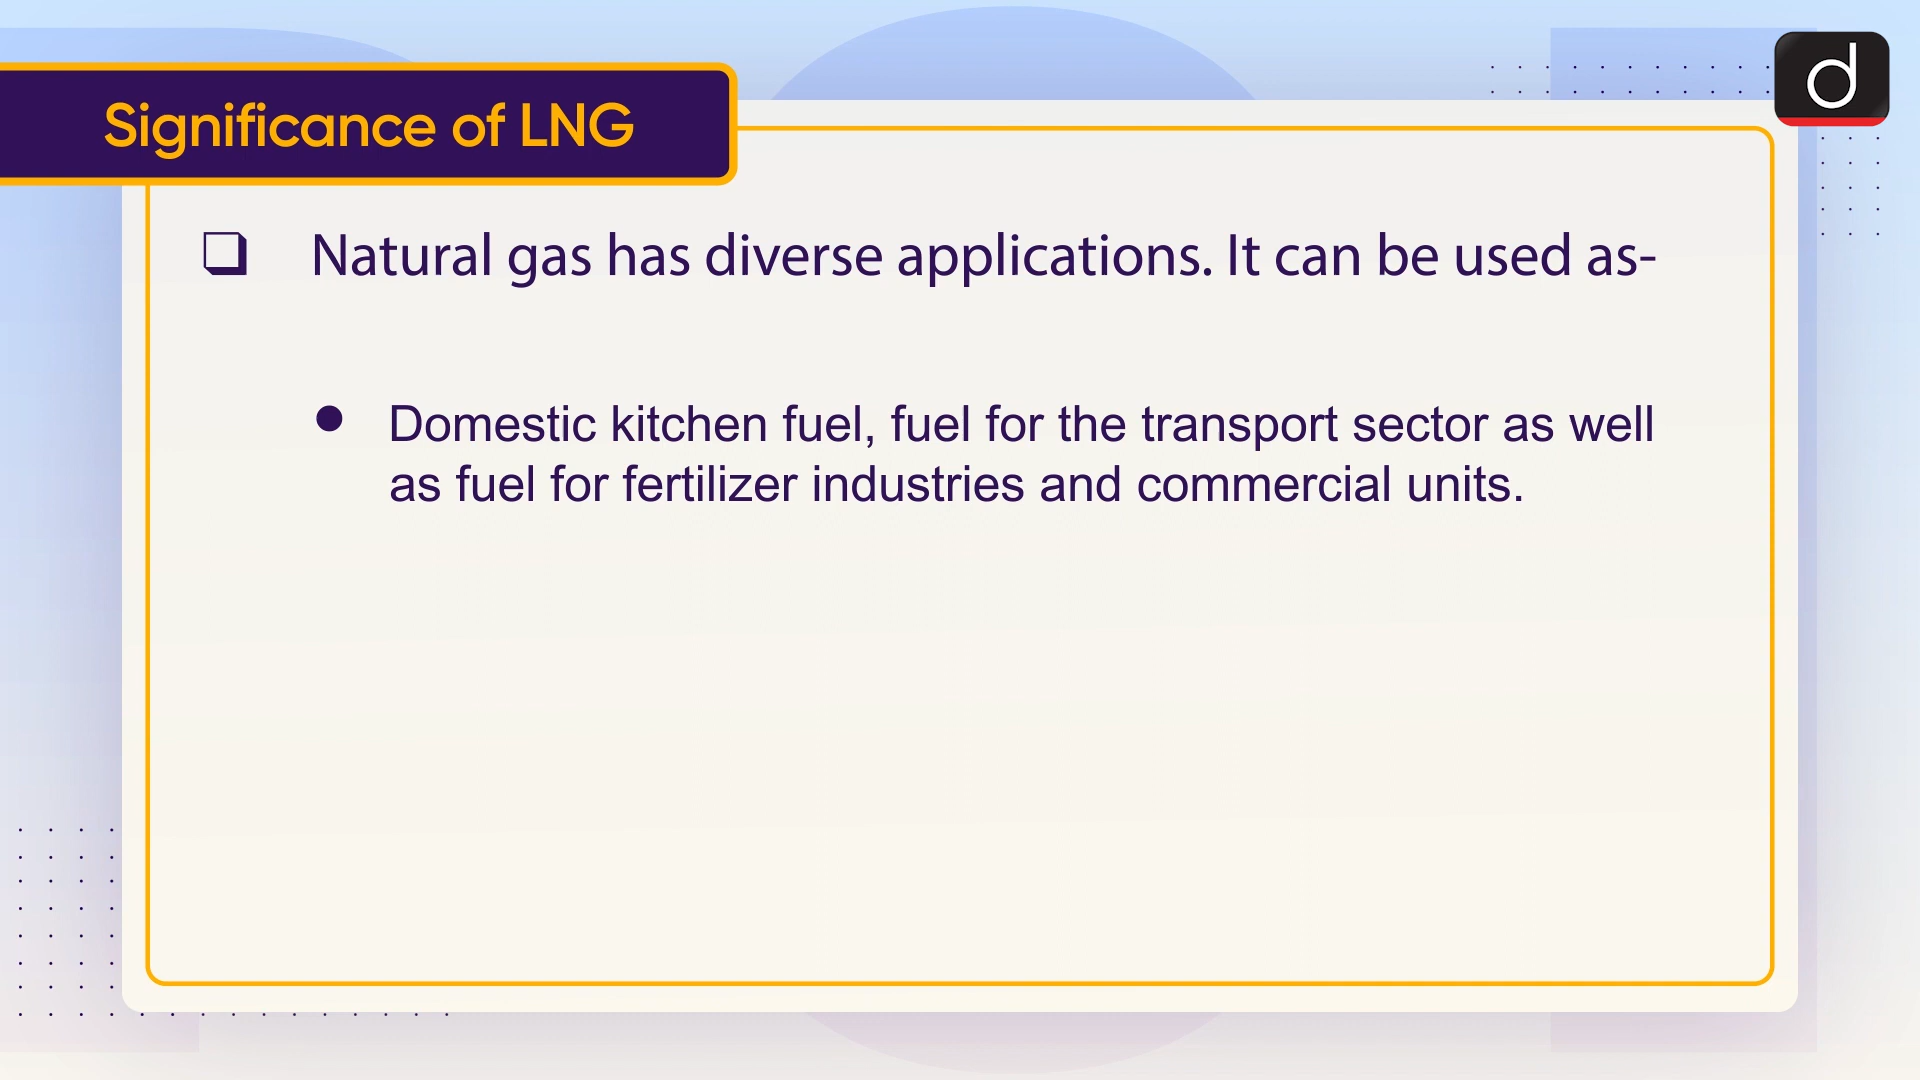 Significance of LNG
d
❑ Natural gas has diverse applications. It can be used as-
● Domestic kitchen fuel, fuel for the transport sector as well
as fuel for fertilizer industries and commercial units.